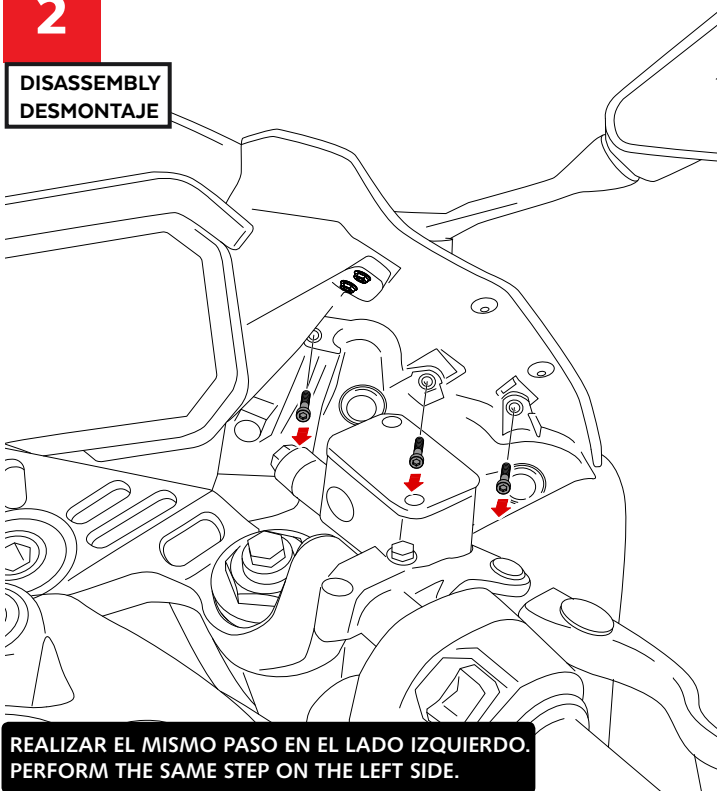 2
DISASSEMBLY
DESMONTAJE
REALIZAR EL MISMO PASO EN EL LADO IZQUIERDO.
PERFORM THE SAME STEP ON THE LEFT SIDE.